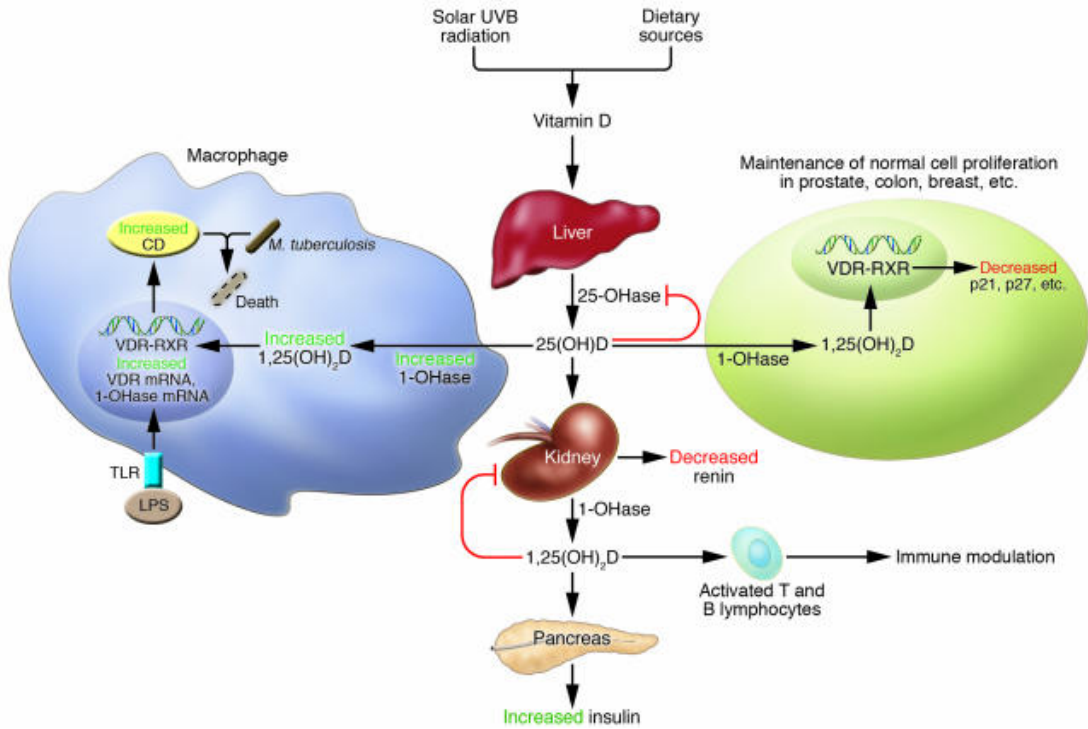 Solar UVB
radiation
Dietary
sources
Vitamin D
Macrophage
Maintenance of normal cell proliferation
in prostate, colon, breast, etc.
Increased
CD
M. tuberculosis
Death
Liver
VDR-RXR
Decreased
p21, p27, etc.
25-OHase
VDR-RXR
Increased
VDR mRNA,
1-OHase mRNA
Increased
1,25(OH)₂D
Increased
1-OHase
25(OH)D
1-OHase
1,25(OH)₂D
TLR
LPS
Kidney
Decreased
renin
1-OHase
1,25(OH)₂D
Activated T and
B lymphocytes
Immune modulation
Pancreas
Increased insulin